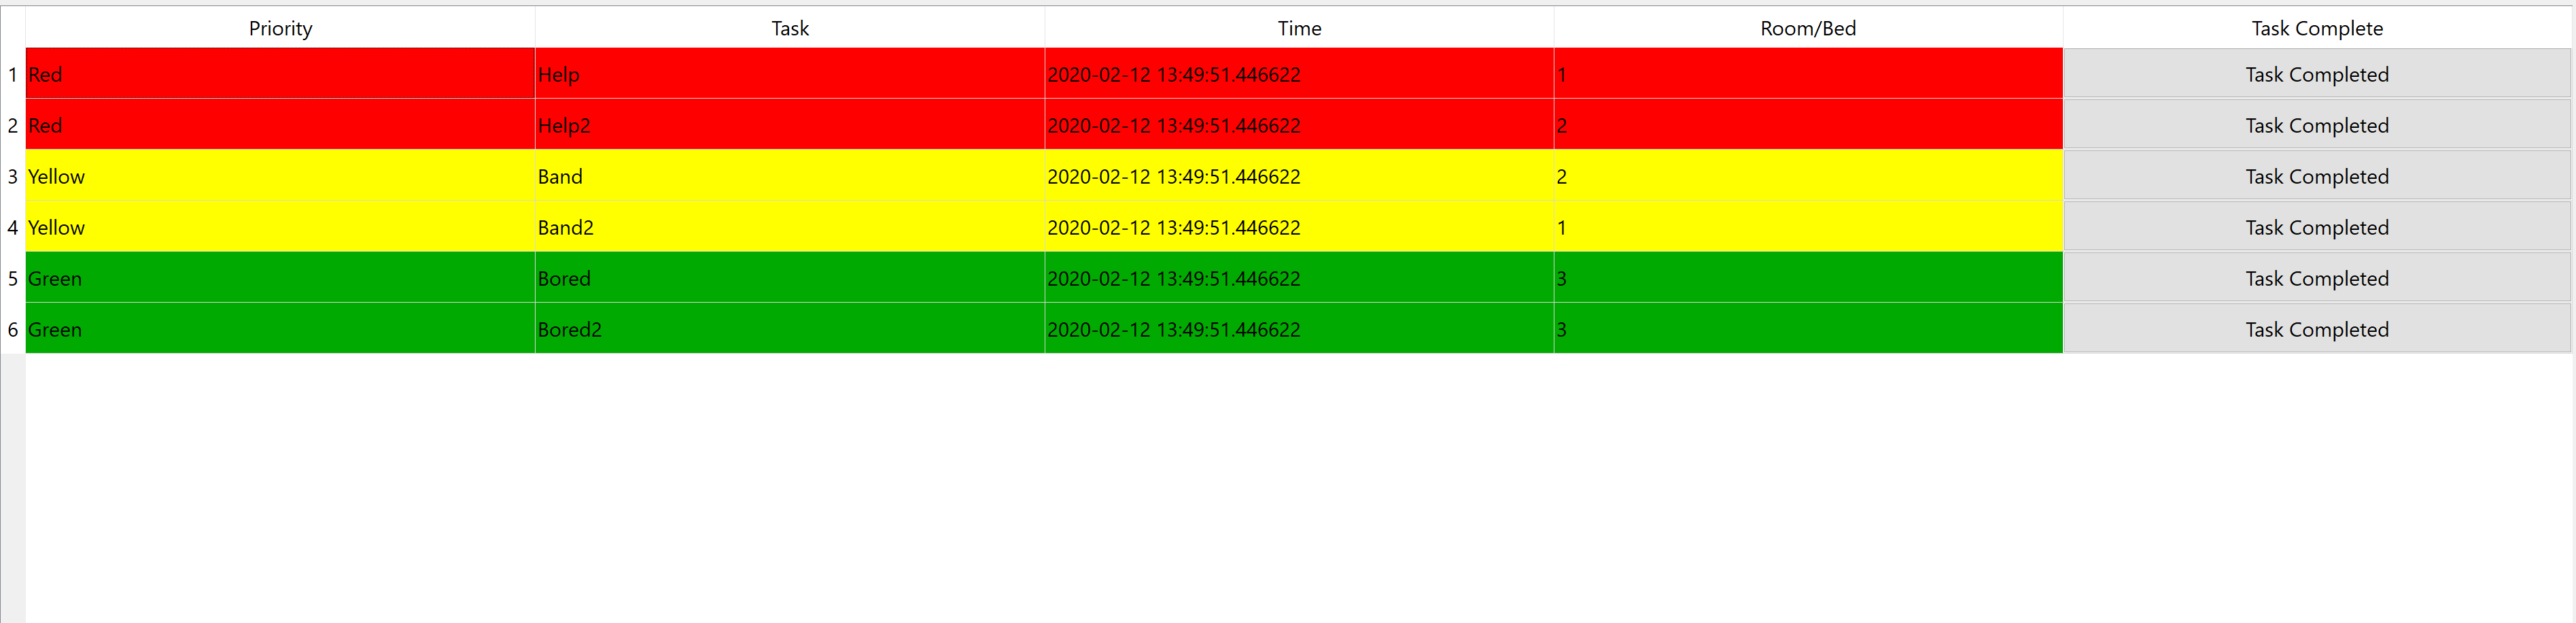 Priority Task Time Room/Bed Task Complete
1 Red Help 2020-02-12 13:49:51.446622 1 Task Completed
2 Red Help2 2020-02-12 13:49:51.446622 2 Task Completed
3 Yellow Band 2020-02-12 13:49:51.446622 2 Task Completed
4 Yellow Band2 2020-02-12 13:49:51.446622 1 Task Completed
5 Green Bored 2020-02-12 13:49:51.446622 3 Task Completed
6 Green Bored2 2020-02-12 13:49:51.446622 3 Task Completed